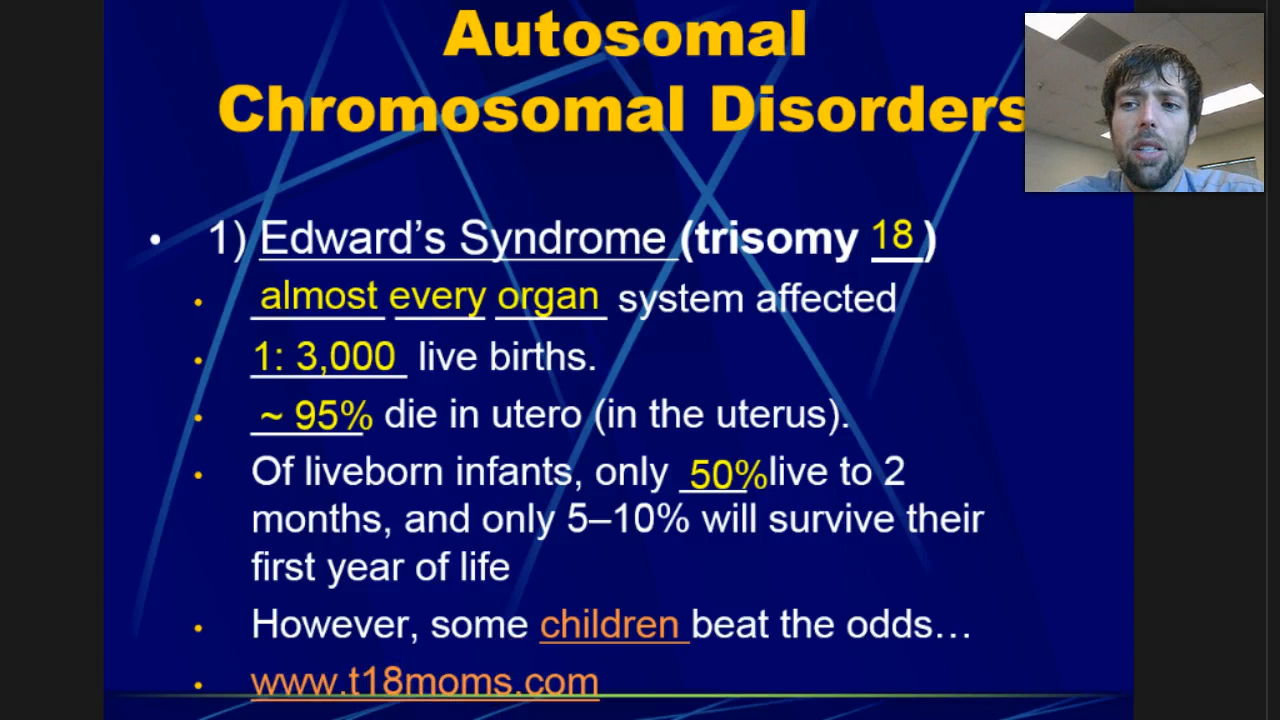 Autosomal
Chromosomal Disorders
• 1) Edward's Syndrome (trisomy 18)
• almost every organ system affected
• 1: 3,000 live births.
• ~ 95% die in utero (in the uterus).
• Of liveborn infants, only 50% live to 2
months, and only 5–10% will survive their
first year of life
• However, some children beat the odds…
• www.t18moms.com